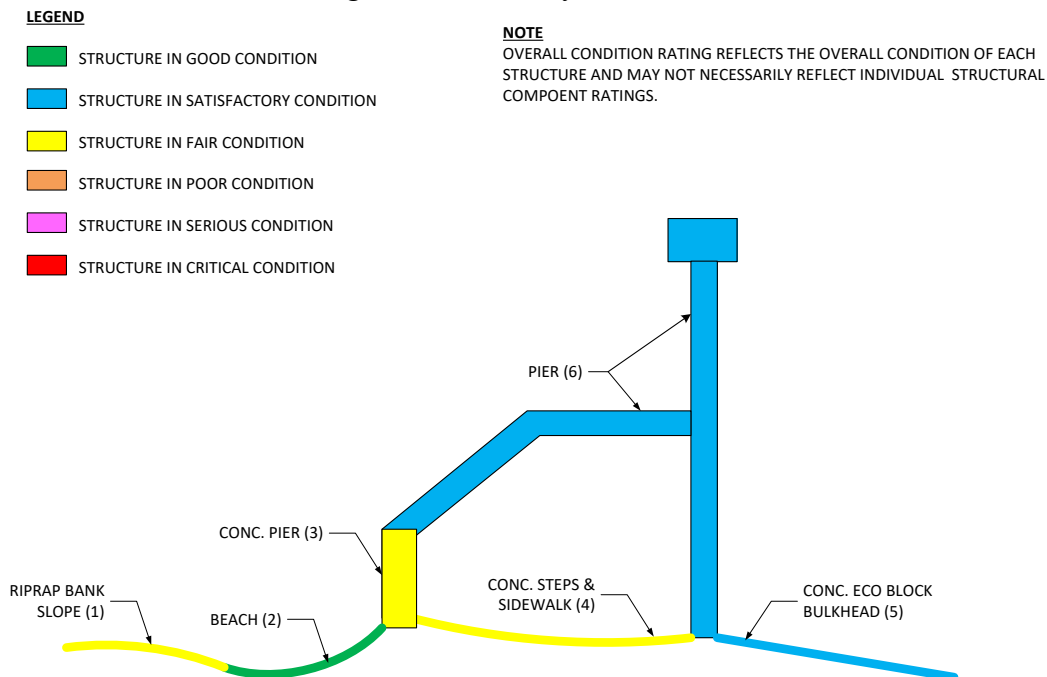 LEGEND
STRUCTURE IN GOOD CONDITION
STRUCTURE IN SATISFACTORY CONDITION
STRUCTURE IN FAIR CONDITION
STRUCTURE IN POOR CONDITION
STRUCTURE IN SERIOUS CONDITION
STRUCTURE IN CRITICAL CONDITION
NOTE
OVERALL CONDITION RATING REFLECTS THE OVERALL CONDITION OF EACH
STRUCTURE AND MAY NOT NECESSARILY REFLECT INDIVIDUAL STRUCTURAL
COMPOENT RATINGS.
PIER (6)
CONC. PIER (3)
RIPRAP BANK
SLOPE (1)
BEACH (2)
CONC. STEPS &
SIDEWALK (4)
CONC. ECO BLOCK
BULKHEAD (5)